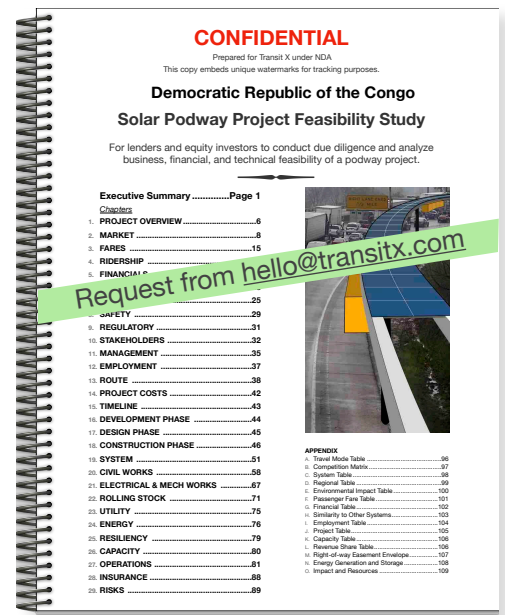 CONFIDENTIAL
Prepared for Transit X under NDA
This copy embeds unique watermarks for tracking purposes.
Democratic Republic of the Congo
Solar Podway Project Feasibility Study
For lenders and equity investors to conduct due diligence and analyze
business, financial, and technical feasibility of a podway project.
Executive Summary ..............Page 1
Chapters
1. PROJECT OVERVIEW ..................................6
2. MARKET ..................................................8
3. FARES ...................................................15
4. RIDERSHIP
5. FINANCIALS
Request from hello@transitx.com
25
8. SAFETY ..................................................29
9. REGULATORY ..........................................31
10. STAKEHOLDERS ......................................32
11. MANAGEMENT ........................................35
12. EMPLOYMENT .........................................37
13. ROUTE ..................................................38
14. PROJECT COSTS .....................................42
15. TIMELINE ...............................................43
16. DEVELOPMENT PHASE .............................44
17. DESIGN PHASE .......................................45
18. CONSTRUCTION PHASE ...........................46
19. SYSTEM .................................................51
20. CIVIL WORKS ..........................................58
21. ELECTRICAL & MECH WORKS ..................67
22. ROLLING STOCK .....................................71
23. UTILITY ..................................................75
24. ENERGY .................................................76
25. RESILIENCY ............................................79
26. CAPACITY ...............................................80
27. OPERATIONS ..........................................81
28. INSURANCE ............................................88
29. RISKS ....................................................89
APPENDIX
A. Travel Mode Table ....................................96
B. Competition Matrix ...................................97
C. System Table ...........................................98
D. Regional Table .........................................99
E. Environmental Impact Table .....................100
F. Passenger Fare Table ..............................101
G. Financial Table .......................................102
H. Similarity to Other Systems .....................103
I. Employment Table ...................................104
J. Project Table ..........................................105
K. Capacity Table ........................................106
L. Revenue Share Table ...............................106
M. Right-of-way Easement Envelope .............107
N. Energy Generation and Storage ...............108
O. Impact and Resources .............................109